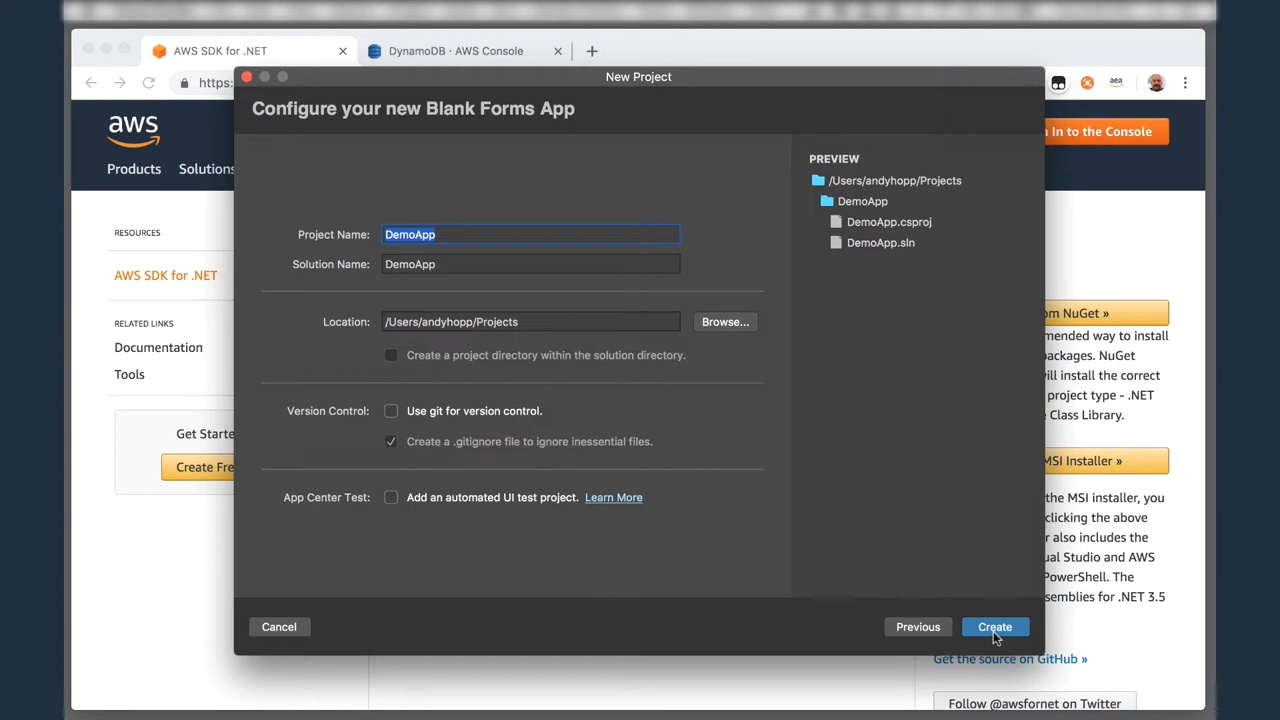 AWS SDK for .NET
DynamoDB · AWS Console
https:
New Project
Configure your new Blank Forms App
aws
Products
Solutions
In to the Console
aea
RESOURCES
AWS SDK for .NET
RELATED LINKS
Documentation
Tools
Get Starte
Create Fre
Project Name:
DemoApp
Solution Name:
DemoApp
Location:
/Users/andyhopp/Projects
Browse...
Create a project directory within the solution directory.
Version Control:
Use git for version control.
Create a .gitignore file to ignore inessential files.
App Center Test:
Add an automated UI test project. Learn More
PREVIEW
/Users/andyhopp/Projects
DemoApp
DemoApp.csproj
DemoApp.sln
Cancel
Previous
Create
om NuGet »
mended way to install
packages. NuGet
vill install the correct
project type - .NET
e Class Library.
MSI Installer »
the MSI installer, you
clicking the above
r also includes the
ual Studio and AWS
PowerShell. The
ssemblies for .NET 3.5
Get the source on GitHub »
Follow @awsfornet on Twitter